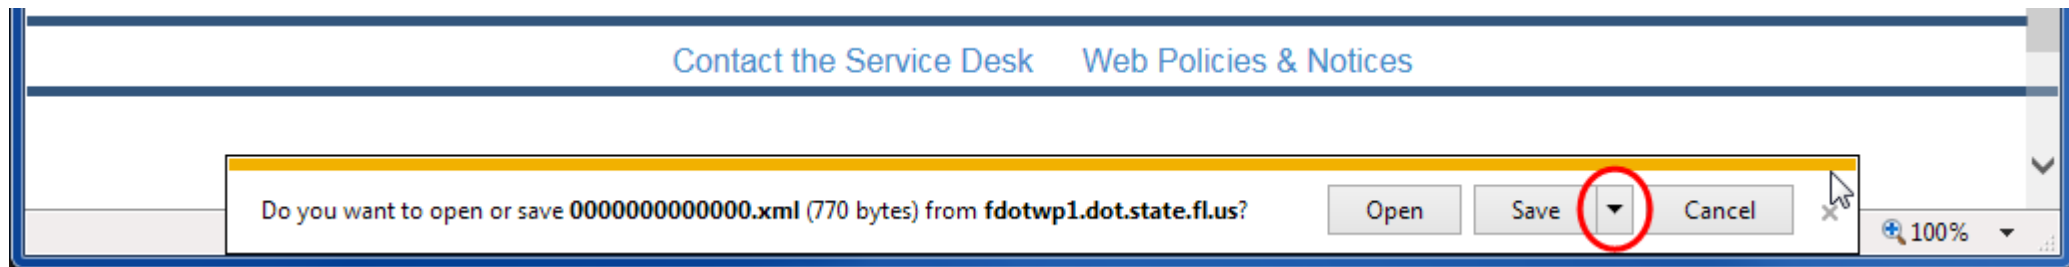 Contact the Service Desk Web Policies & Notices
Do you want to open or save 0000000000000.xml (770 bytes) from fdotwp1.dot.state.fl.us? Open Save Cancel
100%